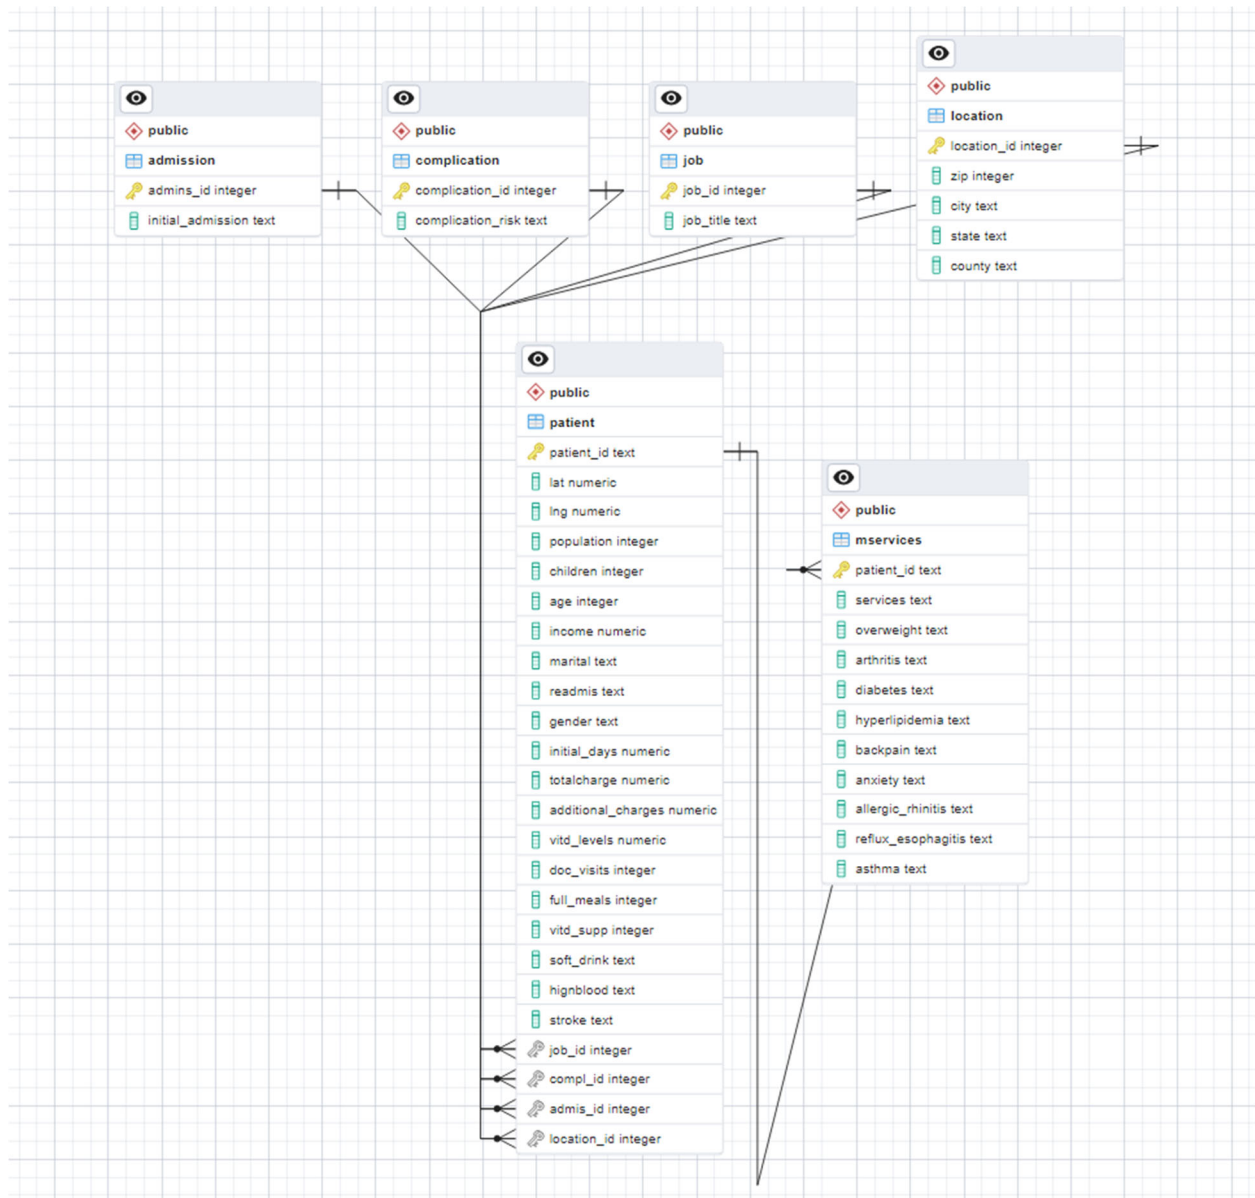 public
admission
admins_id integer
initial_admission text
public
complication
complication_id integer
complication_risk text
public
job
job_id integer
job_title text
public
location
location_id integer
zip integer
city text
state text
county text
public
patient
patient_id text
lat numeric
lng numeric
population integer
children integer
age integer
income numeric
marital text
readmis text
gender text
initial_days numeric
totalcharge numeric
additional_charges numeric
vitd_levels numeric
doc_visits integer
full_meals integer
vitd_supp integer
soft_drink text
hignblood text
stroke text
job_id integer
compl_id integer
admis_id integer
location_id integer
public
mservices
patient_id text
services text
overweight text
arthritis text
diabetes text
hyperlipidemia text
backpain text
anxiety text
allergic_rhinitis text
reflux_esophagitis text
asthma text